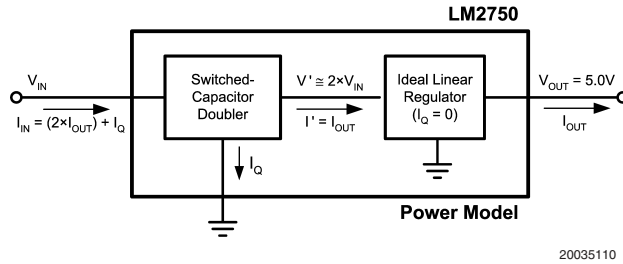 LM2750
V_IN
I_IN = (2×I_OUT) + I_Q
Switched-
Capacitor
Doubler
I_Q
V' ≅ 2×V_IN
I' = I_OUT
Ideal Linear
Regulator
(I_Q = 0)
V_OUT = 5.0V
I_OUT
Power Model
20035110